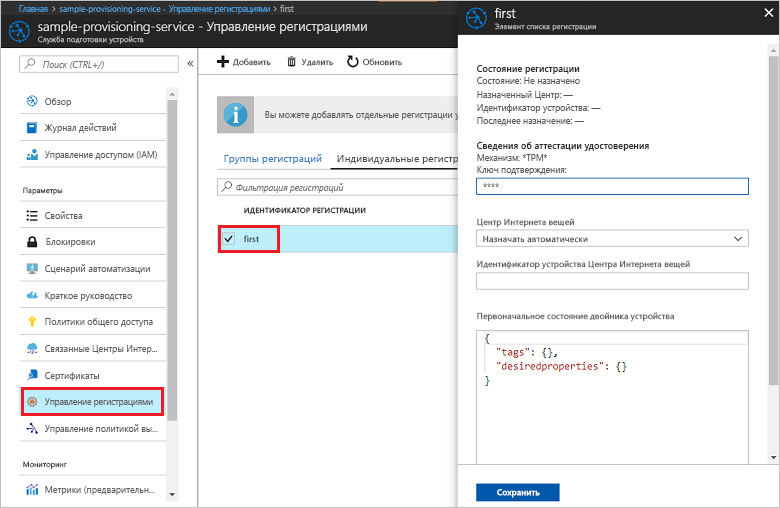 Главная > sample-provisioning-service - Управление регистрациями > first
sample-provisioning-service - Управление регистрациями
Служба подготовки устройств
Поиск (CTRL+/)
Обзор
Журнал действий
Управление доступом (IAM)
Параметры
Свойства
Блокировки
Сценарий автоматизации
Краткое руководство
Политики общего доступа
Связанные Центры Интер...
Сертификаты
Управление регистрациями
Управление политикой вы...
Мониторинг
Метрики (предварительн...
Добавить
Удалить
Обновить
Вы можете добавлять отдельные регистрации у
Группы регистраций
Индивидуальные регистр
Фильтрация регистраций
ИДЕНТИФИКАТОР РЕГИСТРАЦИИ
first
first
Элемент списка регистрации
Состояние регистрации
Состояние: Не назначено
Назначенный Центр: —
Идентификатор устройства: —
Последнее назначение: —
Сведения об аттестации удостоверения
Механизм: *TPM*
Ключ подтверждения:
****
Центр Интернета вещей
Назначать автоматически
Идентификатор устройства Центра Интернета вещей
Первоначальное состояние двойника устройства
{
"tags": {},
"desiredproperties": {}
}
Сохранить